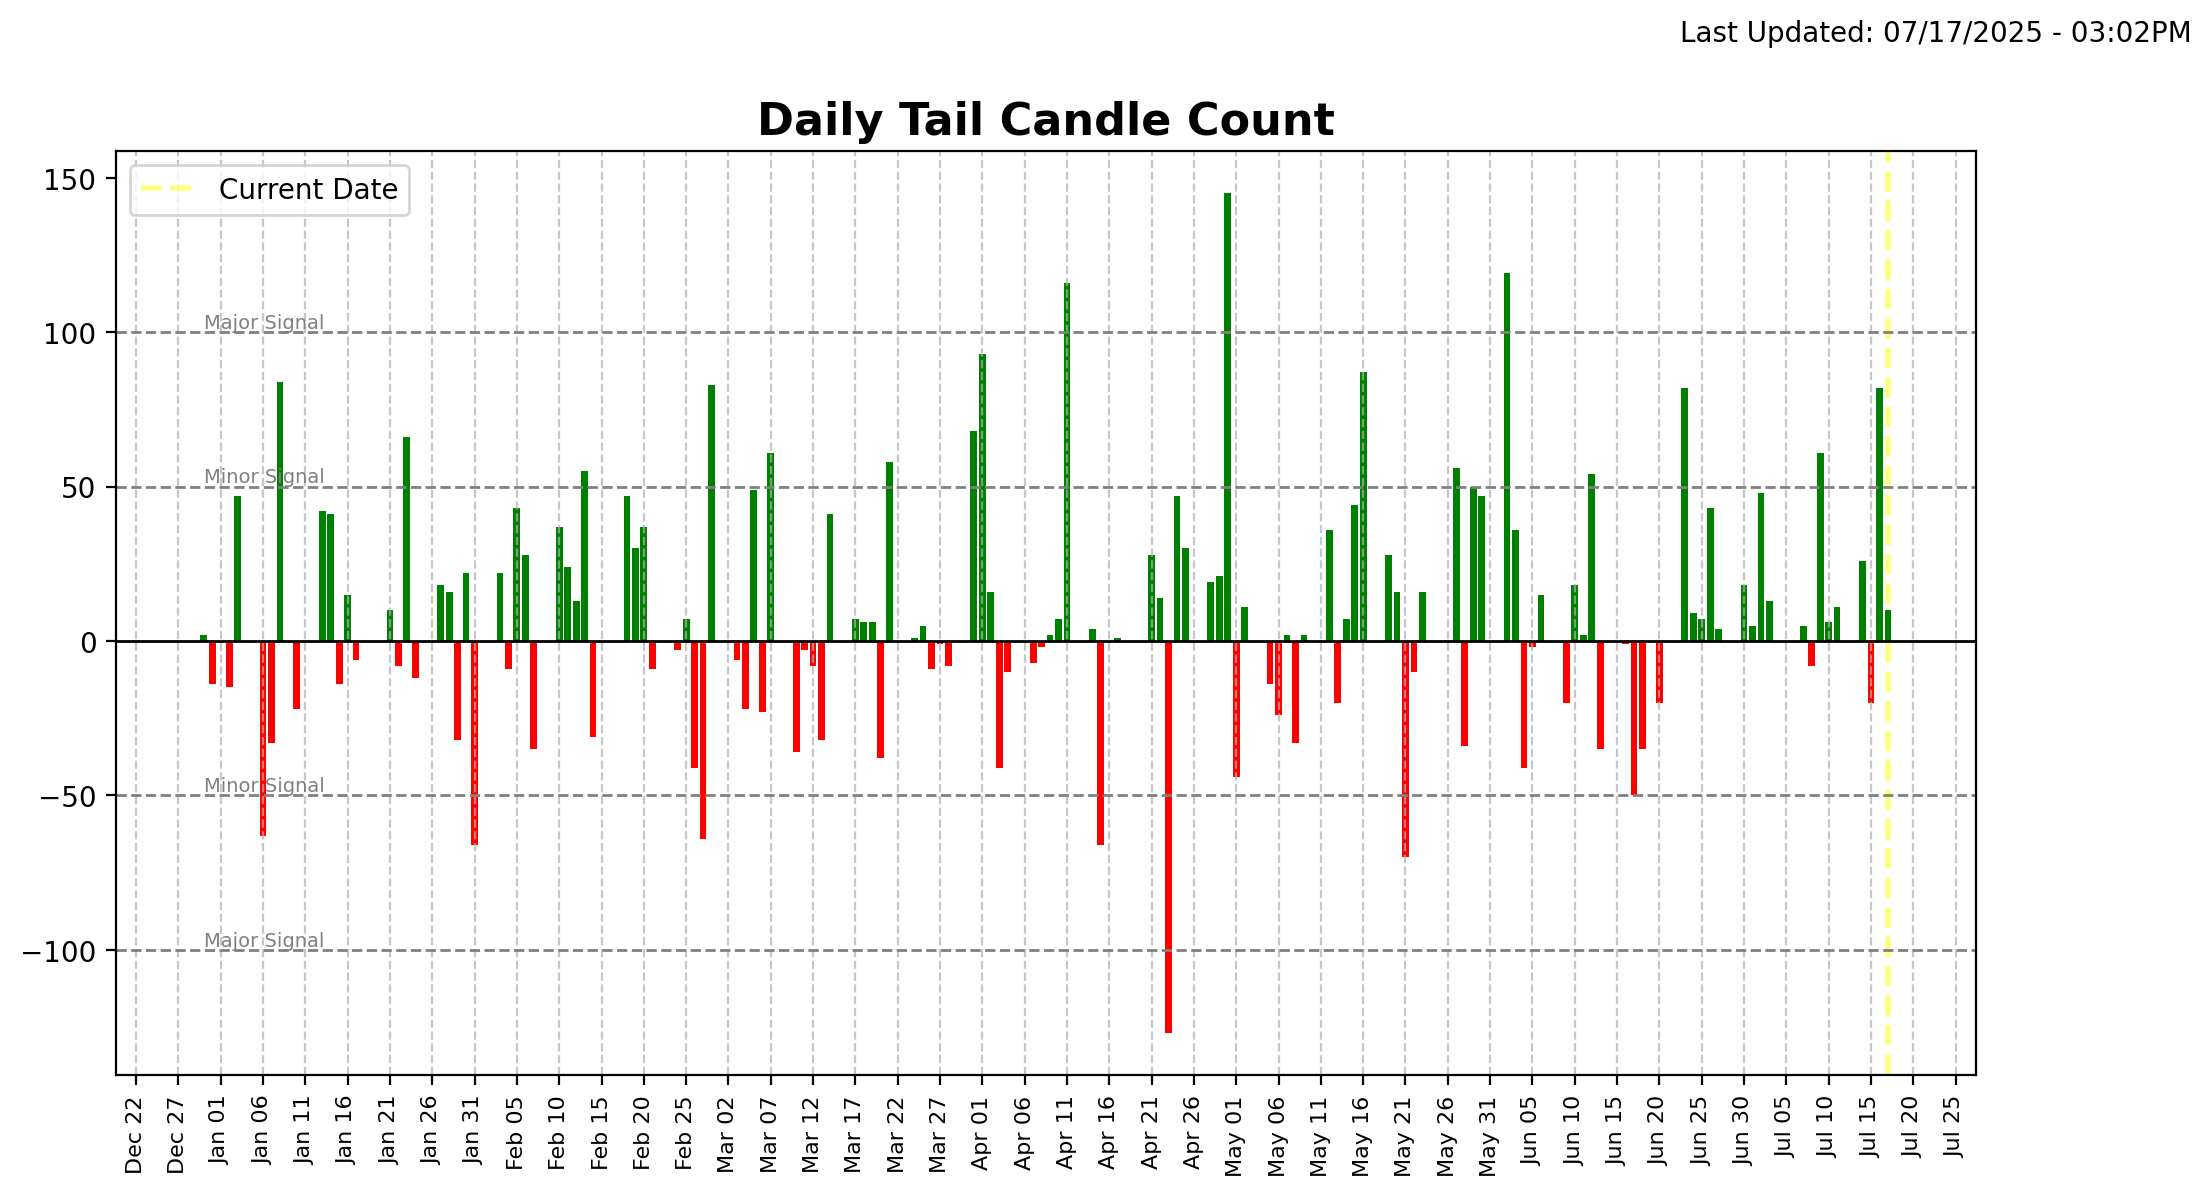 Last Updated: 07/17/2025 - 03:02PM
Daily Tail Candle Count
Current Date
150
Major Signal
100
Minor Signal
50
0
Minor Signal
−50
Major Signal
−100
Dec 22
Dec 27
Jan 01
Jan 06
Jan 11
Jan 16
Jan 21
Jan 26
Jan 31
Feb 05
Feb 10
Feb 15
Feb 20
Feb 25
Mar 02
Mar 07
Mar 12
Mar 17
Mar 22
Mar 27
Apr 01
Apr 06
Apr 11
Apr 16
Apr 21
Apr 26
May 01
May 06
May 11
May 16
May 21
May 26
May 31
Jun 05
Jun 10
Jun 15
Jun 20
Jun 25
Jun 30
Jul 05
Jul 10
Jul 15
Jul 20
Jul 25